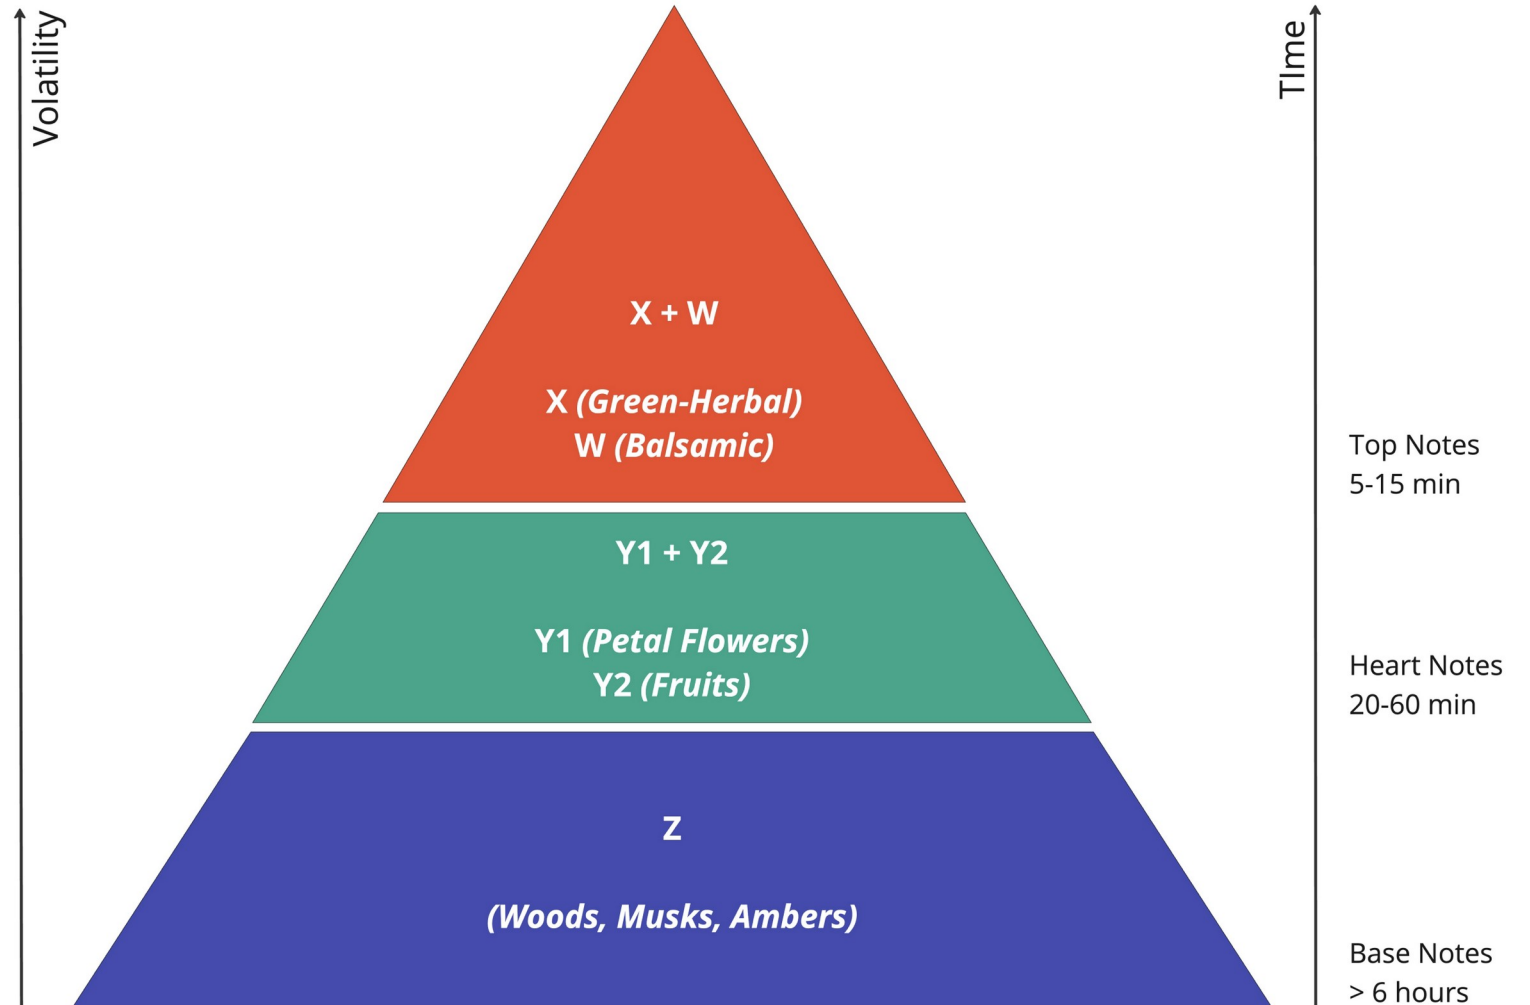 Volatility
TIme
X + W
X (Green-Herbal)
W (Balsamic)
Top Notes
5-15 min
Y1 + Y2
Y1 (Petal Flowers)
Y2 (Fruits)
Heart Notes
20-60 min
Z
(Woods, Musks, Ambers)
Base Notes
> 6 hours